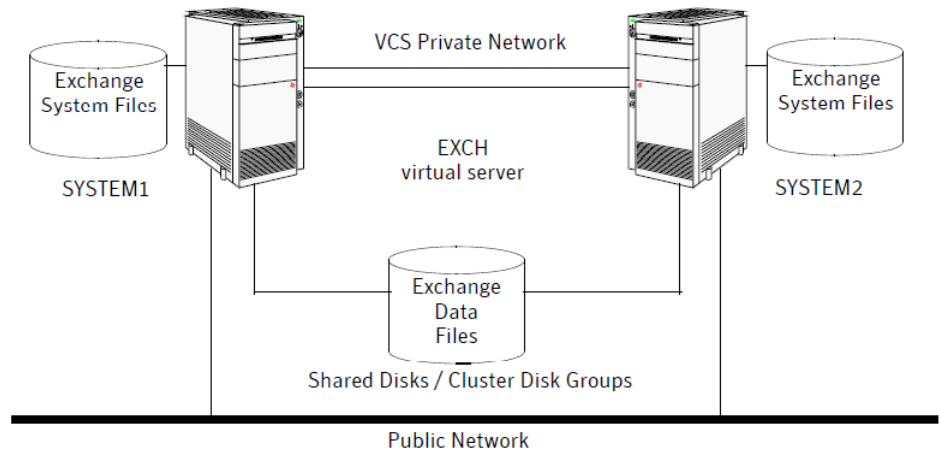 VCS Private Network
Exchange
System Files
Exchange
System Files
EXCH
virtual server
SYSTEM1
SYSTEM2
Exchange
Data
Files
Shared Disks / Cluster Disk Groups
Public Network